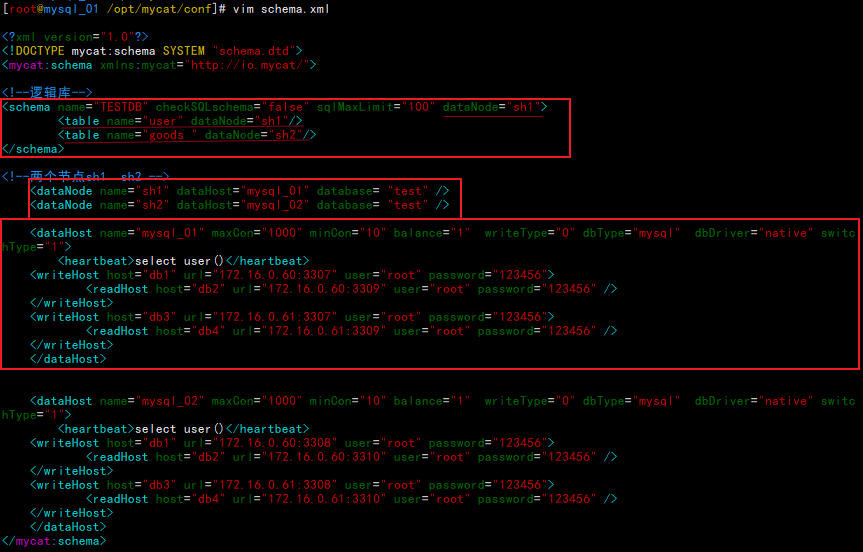 [root@mysql_01 /opt/mycat/conf]# vim schema.xml
<?xml version="1.0"?>
<!DOCTYPE mycat:schema SYSTEM "schema.dtd">
<mycat:schema xmlns:mycat="http://io.mycat/">
<!--逻辑库-->
<schema name="TESTDB" checkSQLschema="false" sqlMaxLimit="100" dataNode="sh1">
<table name="user" dataNode="sh1"/>
<table name="goods " dataNode="sh2"/>
</schema>
<!--两个节点sh1 sh2 -->
<dataNode name="sh1" dataHost="mysql_01" database= "test" />
<dataNode name="sh2" dataHost="mysql_02" database= "test" />
<dataHost name="mysql_01" maxCon="1000" minCon="10" balance="1"  writeType="0" dbType="mysql"  dbDriver="native" switc
hType="1">
<heartbeat>select user()</heartbeat>
<writeHost host="db1" url="172.16.0.60:3307" user="root" password="123456">
<readHost host="db2" url="172.16.0.60:3309" user="root" password="123456" />
</writeHost>
<writeHost host="db3" url="172.16.0.61:3307" user="root" password="123456">
<readHost host="db4" url="172.16.0.61:3309" user="root" password="123456" />
</writeHost>
</dataHost>
<dataHost name="mysql_02" maxCon="1000" minCon="10" balance="1"  writeType="0" dbType="mysql"  dbDriver="native" switc
hType="1">
<heartbeat>select user()</heartbeat>
<writeHost host="db1" url="172.16.0.60:3308" user="root" password="123456">
<readHost host="db2" url="172.16.0.60:3310" user="root" password="123456" />
</writeHost>
<writeHost host="db3" url="172.16.0.61:3308" user="root" password="123456">
<readHost host="db4" url="172.16.0.61:3310" user="root" password="123456" />
</writeHost>
</dataHost>
</mycat:schema>